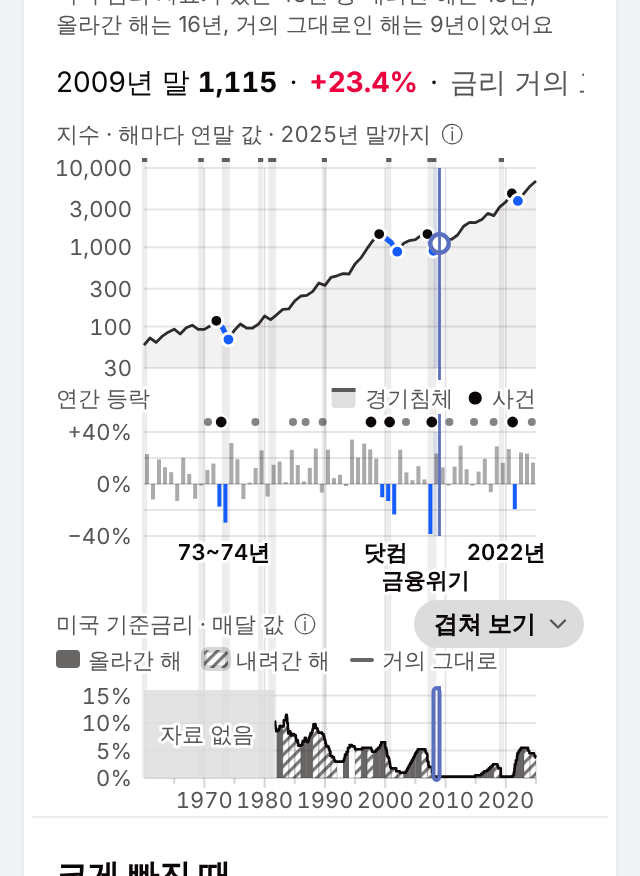 올라간 해는 16년, 거의 그대로인 해는 9년이었어요
2009년 말 1,115 · +23.4% · 금리 거의
지수 · 해마다 연말 값 · 2025년 말까지 ⓘ
10,000
3,000
1,000
300
100
30
연간 등락
경기침체
사건
+40%
0%
−40%
73~74년
닷컴
2022년
금융위기
미국 기준금리 · 매달 값 ⓘ
겹쳐 보기
올라간 해
내려간 해
거의 그대로
15%
10%
5%
0%
자료 없음
1970 1980 1990 2000 2010 2020
크게 빠진 때